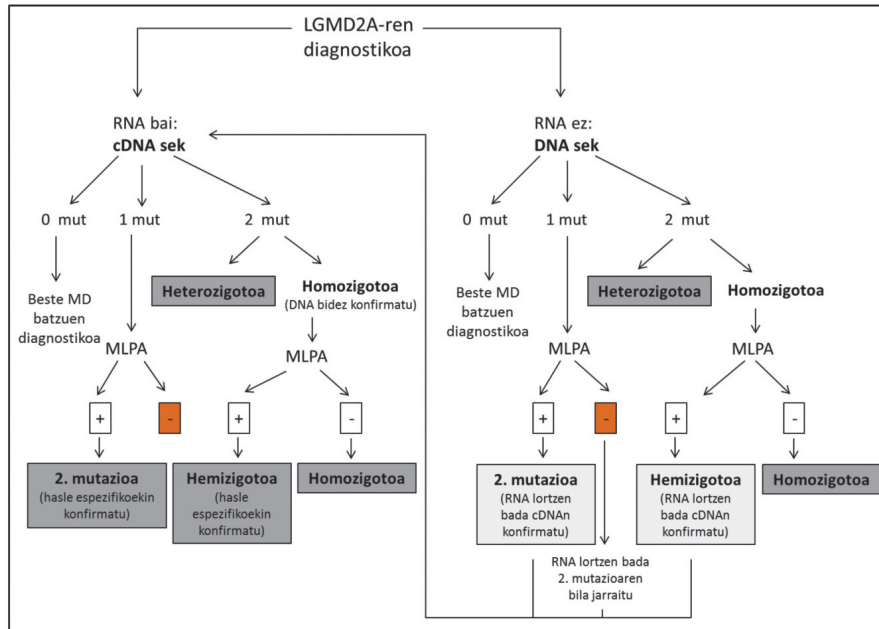 LGMD2A-ren
diagnostikoa
RNA bai:
cDNA sek
0 mut
1 mut
2 mut
Beste MD
batzuen
diagnostikoa
Heterozigotoa
Homozigotoa
(DNA bidez konfirmatu)
MLPA
MLPA
+
-
+
-
2. mutazioa
(hasle espezifikoekin
konfirmatu)
Hemizigotoa
(hasle
espezifikoekin
konfirmatu)
Homozigotoa
RNA ez:
DNA sek
0 mut
1 mut
2 mut
Beste MD
batzuen
diagnostikoa
Heterozigotoa
Homozigotoa
MLPA
MLPA
+
-
+
-
2. mutazioa
(RNA lortzen
bada cDNAn
konfirmatu)
Hemizigotoa
(RNA lortzen
bada cDNAn
konfirmatu)
Homozigotoa
RNA lortzen bada
2. mutazioaren
bila jarraitu